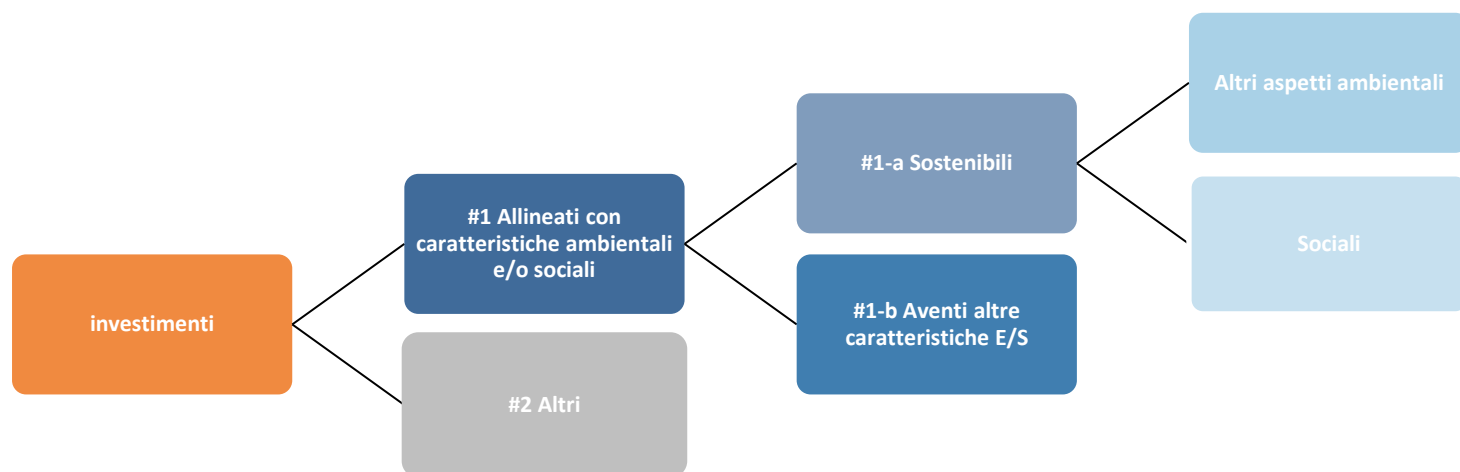 investimenti
#1 Allineati con
caratteristiche ambientali
e/o sociali
#2 Altri
#1-a Sostenibili
#1-b Aventi altre
caratteristiche E/S
Altri aspetti ambientali
Sociali